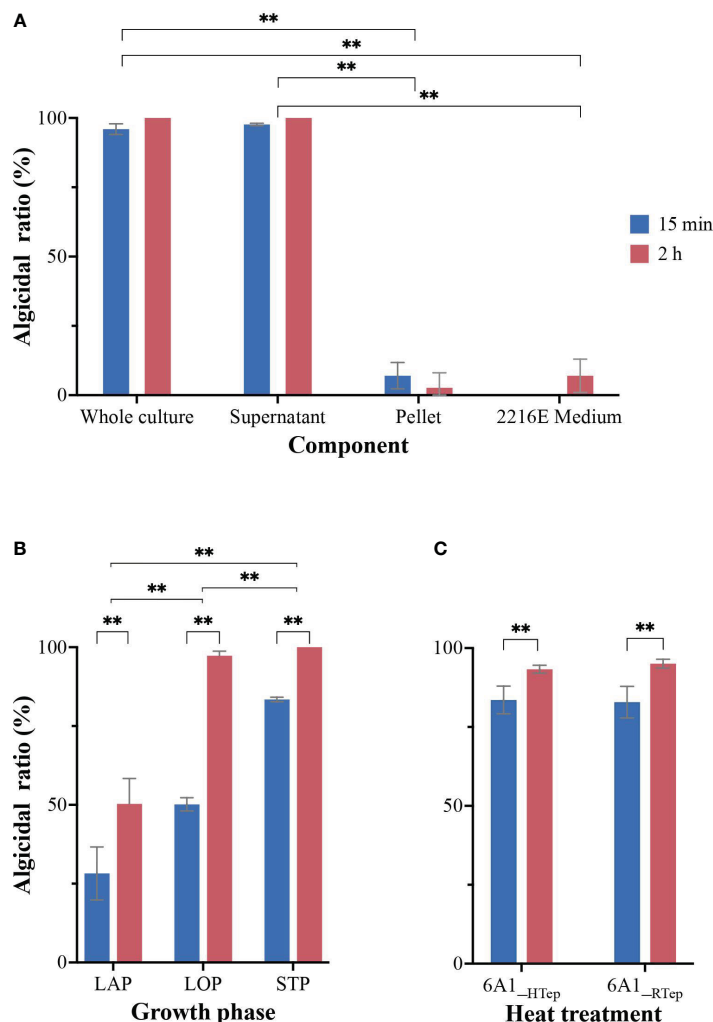 A
**
**
**
**
100
50
0
Algicidal ratio (%)
15 min
2 h
Whole culture Supernatant Pellet 2216E Medium
Component
B
**
** **
** ** **
100
50
0
Algicidal ratio (%)
LAP LOP STP
Growth phase
C
** **
100
50
0
6A1_HTep 6A1_RTep
Heat treatment